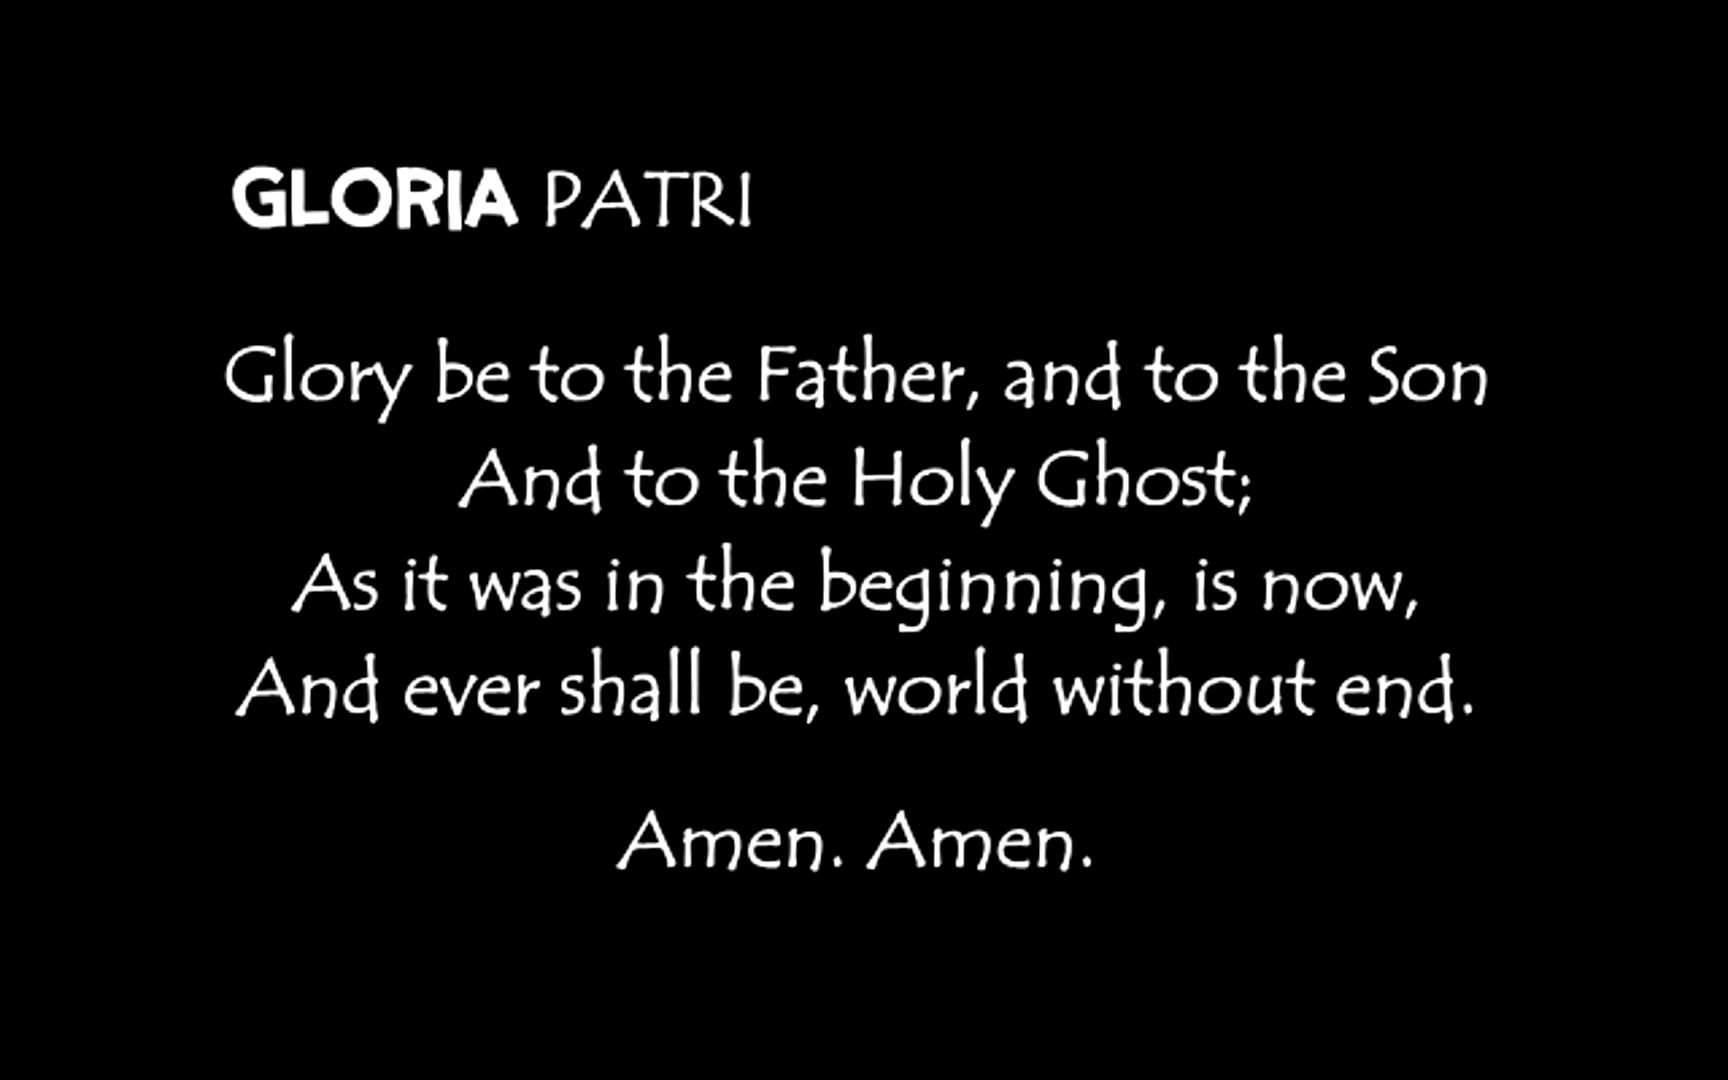 GLORIA PATRI
Glory be to the Father, and to the Son
And to the Holy Ghost;
As it was in the beginning, is now,
And ever shall be, world without end.
Amen. Amen.